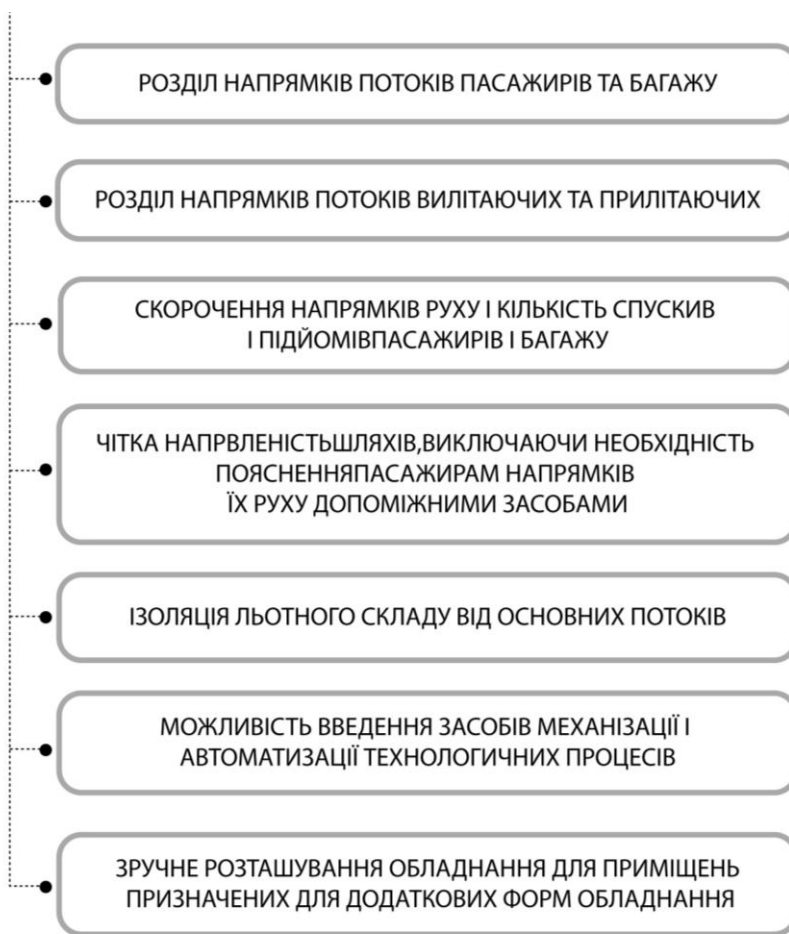 РОЗДІЛ НАПРЯМКІВ ПОТОКІВ ПАСАЖИРІВ ТА БАГАЖУ
РОЗДІЛ НАПРЯМКІВ ПОТОКІВ ВИЛІТАЮЧИХ ТА ПРИЛІТАЮЧИХ
СКОРОЧЕННЯ НАПРЯМКІВ РУХУ І КІЛЬКІСТЬ СПУСКИВ
І ПІДЙОМІВПАСАЖИРІВ І БАГАЖУ
ЧІТКА НАПРВЛЕНІСТЬШЛЯХІВ,ВИКЛЮЧАЮЧИ НЕОБХІДНІСТЬ
ПОЯСНЕННЯПАСАЖИРАМ НАПРЯМКІВ
ЇХ РУХУ ДОПОМІЖНИМИ ЗАСОБАМИ
ІЗОЛЯЦІЯ ЛЬОТНОГО СКЛАДУ ВІД ОСНОВНИХ ПОТОКІВ
МОЖЛИВІСТЬ ВВЕДЕННЯ ЗАСОБІВ МЕХАНІЗАЦІЇ І
АВТОМАТИЗАЦІЇ ТЕХНОЛОГИЧНИХ ПРОЦЕСІВ
ЗРУЧНЕ РОЗТАШУВАННЯ ОБЛАДНАННЯ ДЛЯ ПРИМІЩЕНЬ
ПРИЗНАЧЕНИХ ДЛЯ ДОДАТКОВИХ ФОРМ ОБЛАДНАННЯ